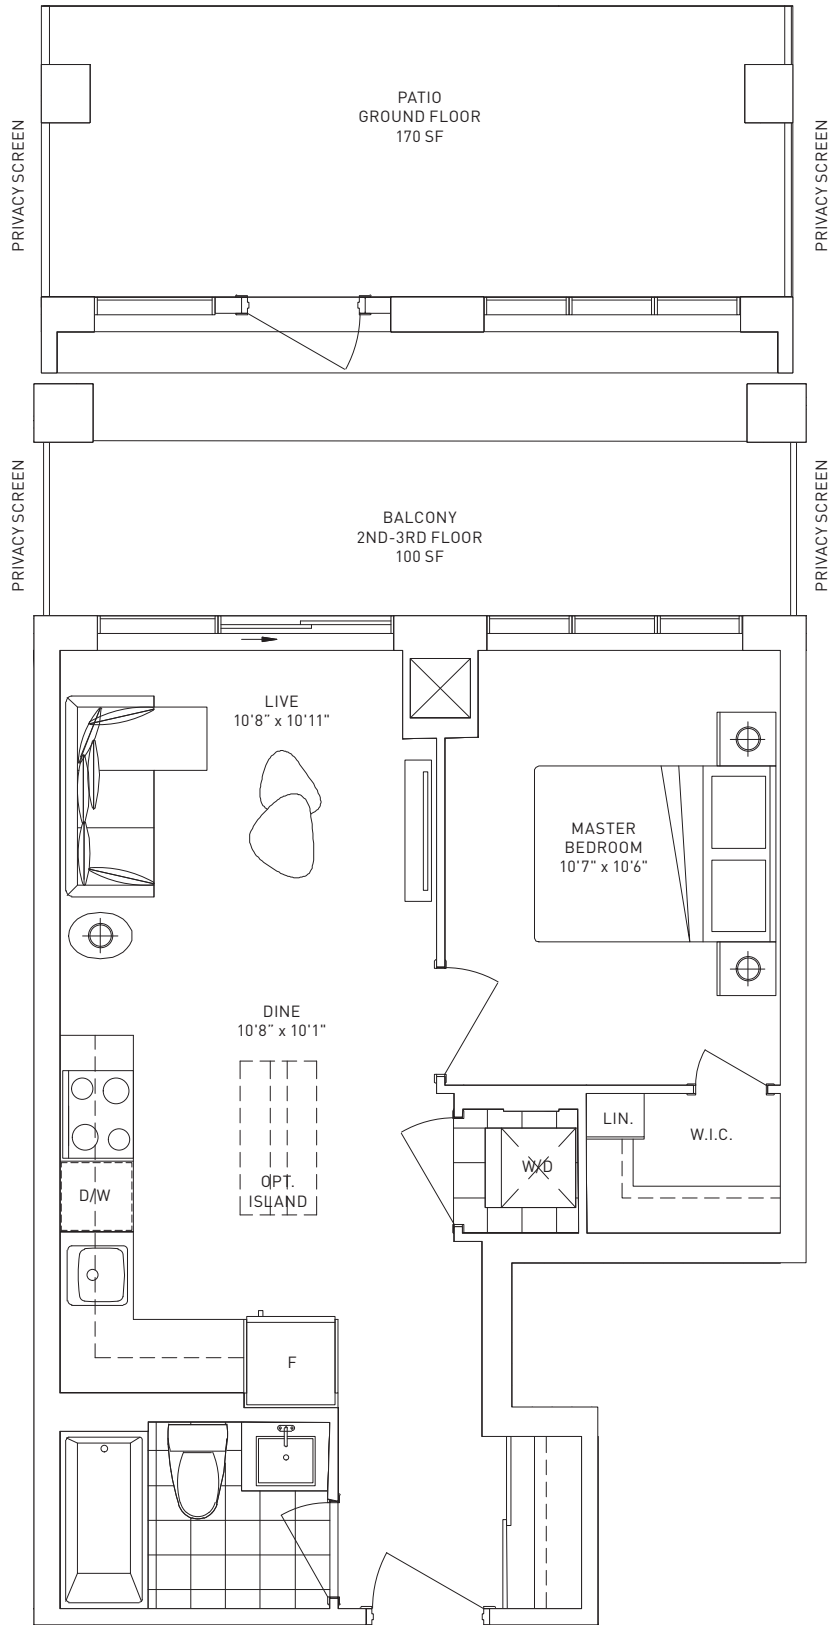 PATIO
GROUND FLOOR
170 SF
PRIVACY SCREEN
PRIVACY SCREEN
BALCONY
2ND-3RD FLOOR
100 SF
PRIVACY SCREEN
PRIVACY SCREEN
LIVE
10'8" x 10'11"
MASTER
BEDROOM
10'7" x 10'6"
DINE
10'8" x 10'1"
LIN.
W.I.C.
W/D
D/W
OPT.
ISLAND
F